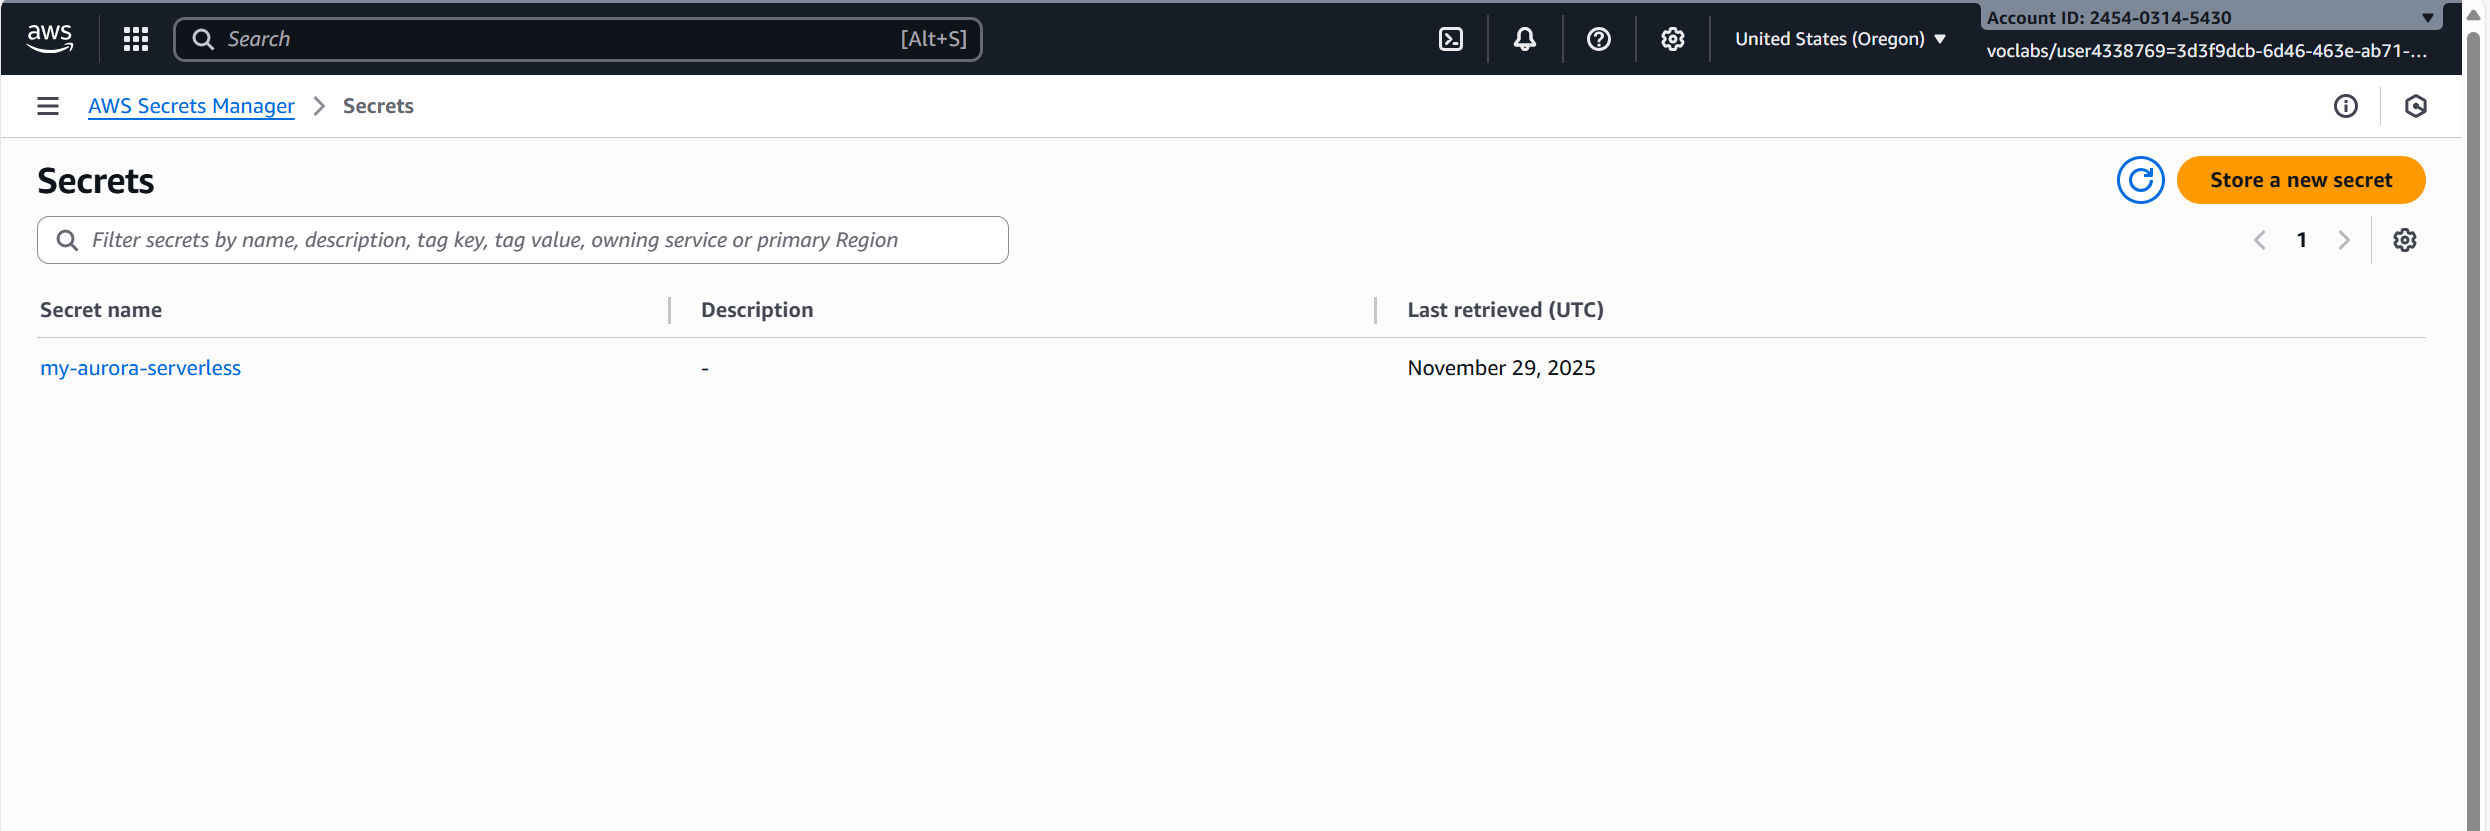 aws
Search [Alt+S]
United States (Oregon)
Account ID: 2454-0314-5430
voclabs/user4338769=3d3f9dcb-6d46-463e-ab71-...
AWS Secrets Manager Secrets
Secrets
Store a new secret
Filter secrets by name, description, tag key, tag value, owning service or primary Region
1
Secret name Description Last retrieved (UTC)
my-aurora-serverless - November 29, 2025